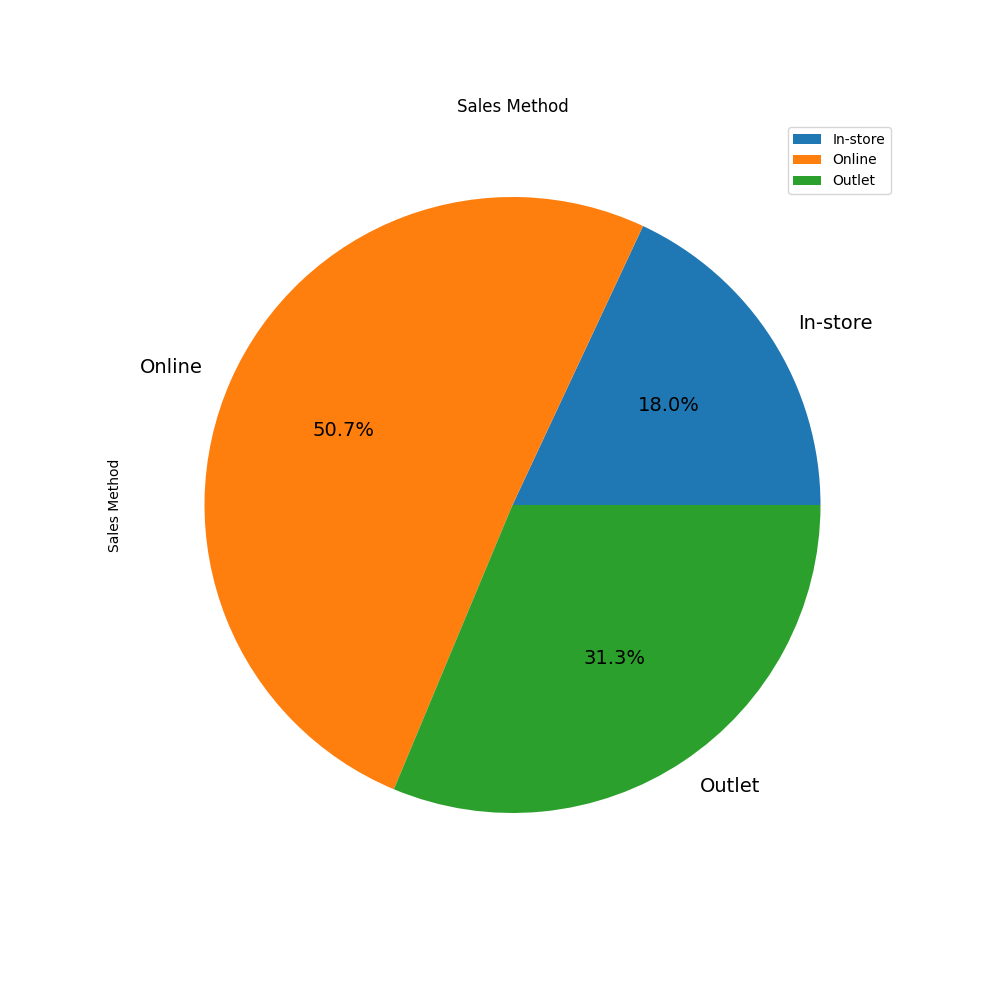 Sales Method
In-store
Online
Outlet
In-store
Online
50.7%
18.0%
Sales Method
31.3%
Outlet